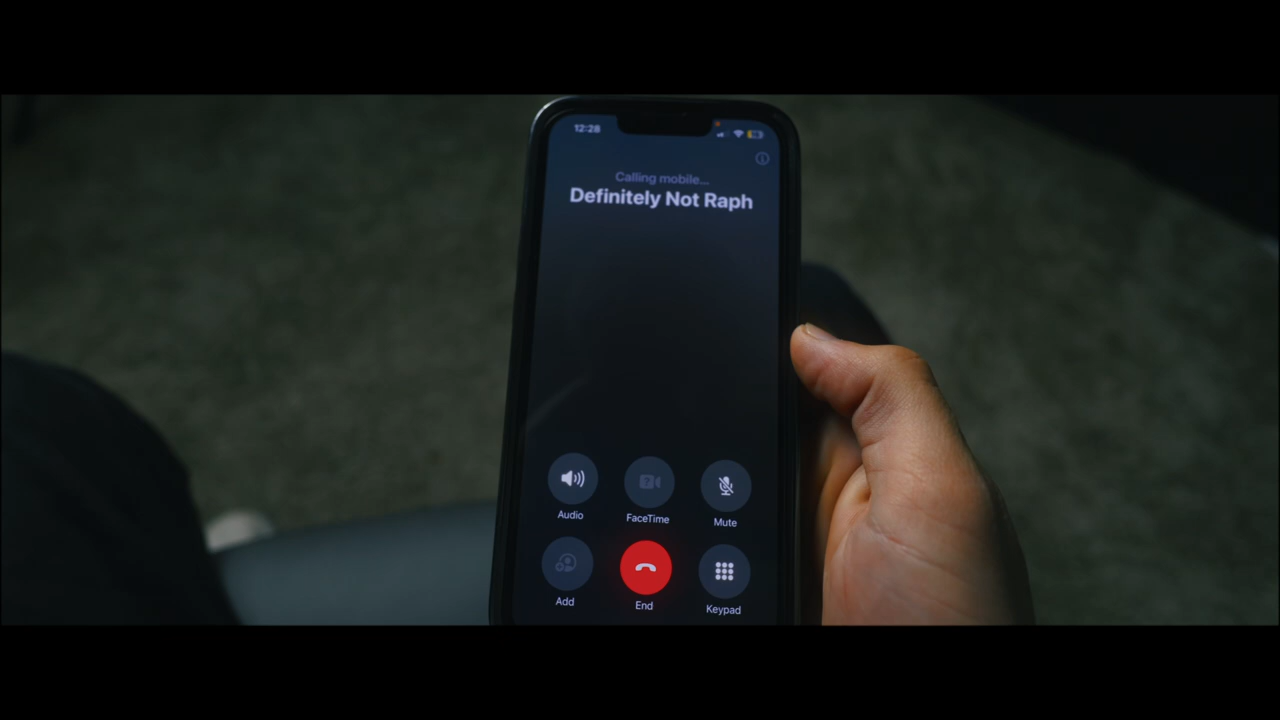 12:28
Calling mobile...
Definitely Not Raph
Audio
FaceTime
Mute
Add
End
Keypad